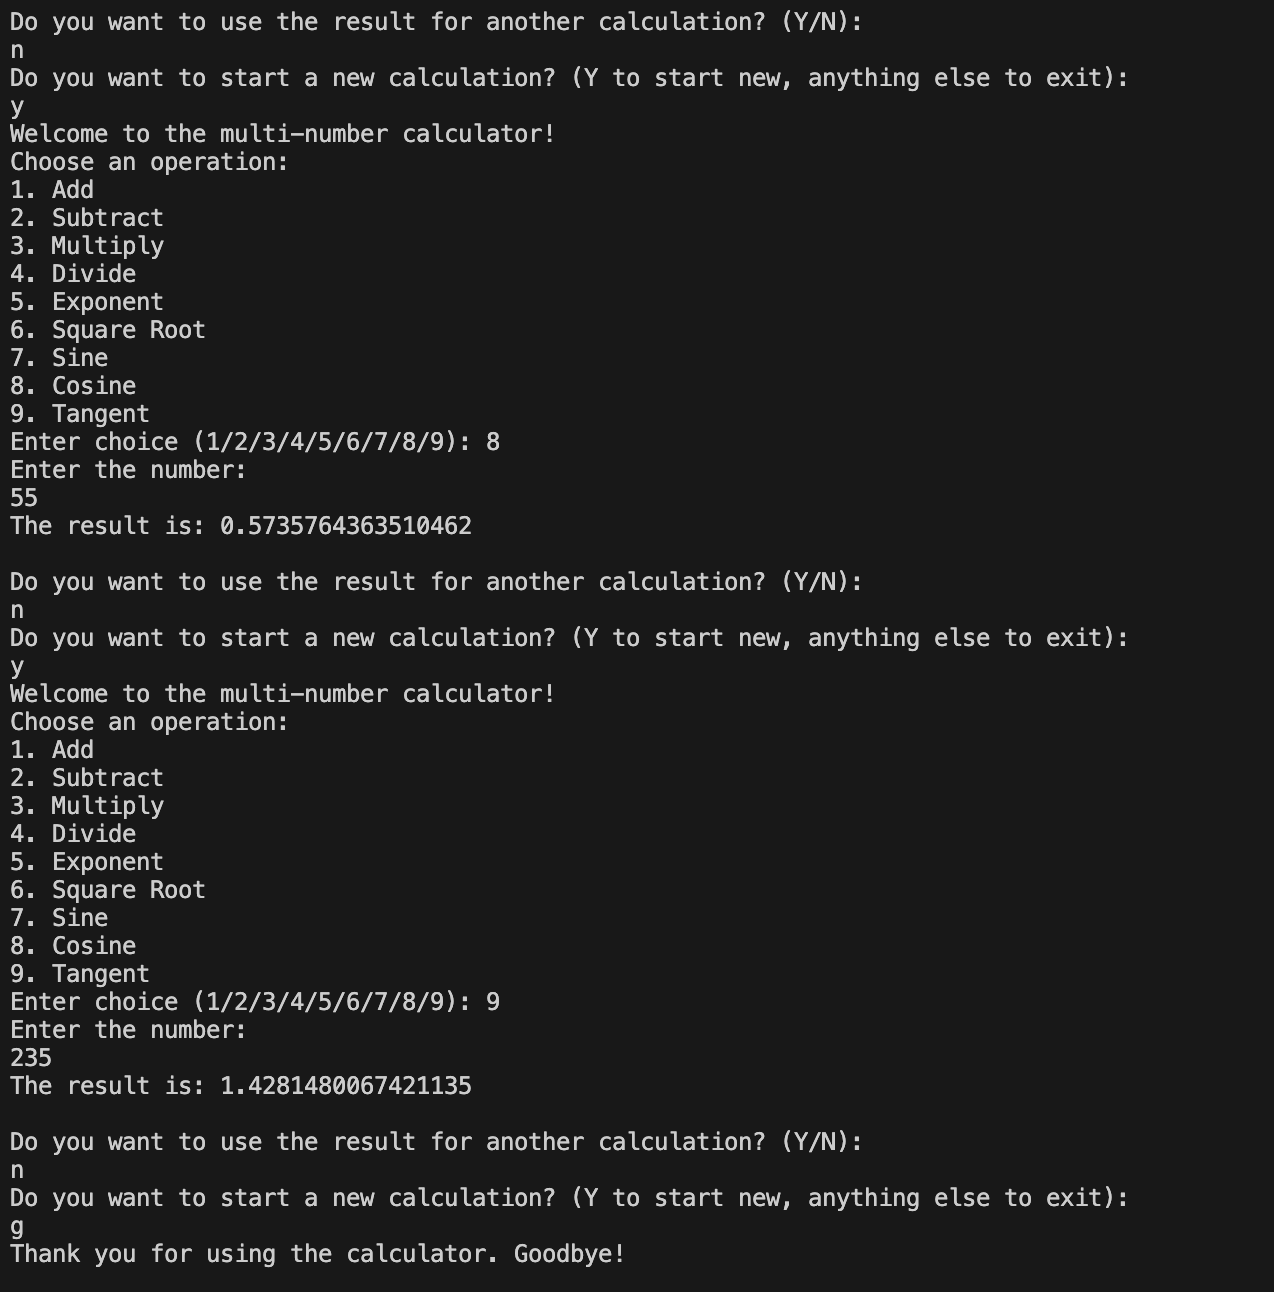 Do you want to use the result for another calculation? (Y/N):
n
Do you want to start a new calculation? (Y to start new, anything else to exit):
y
Welcome to the multi-number calculator!
Choose an operation:
1. Add
2. Subtract
3. Multiply
4. Divide
5. Exponent
6. Square Root
7. Sine
8. Cosine
9. Tangent
Enter choice (1/2/3/4/5/6/7/8/9): 8
Enter the number:
55
The result is: 0.5735764363510462

Do you want to use the result for another calculation? (Y/N):
n
Do you want to start a new calculation? (Y to start new, anything else to exit):
y
Welcome to the multi-number calculator!
Choose an operation:
1. Add
2. Subtract
3. Multiply
4. Divide
5. Exponent
6. Square Root
7. Sine
8. Cosine
9. Tangent
Enter choice (1/2/3/4/5/6/7/8/9): 9
Enter the number:
235
The result is: 1.4281480067421135

Do you want to use the result for another calculation? (Y/N):
n
Do you want to start a new calculation? (Y to start new, anything else to exit):
g
Thank you for using the calculator. Goodbye!